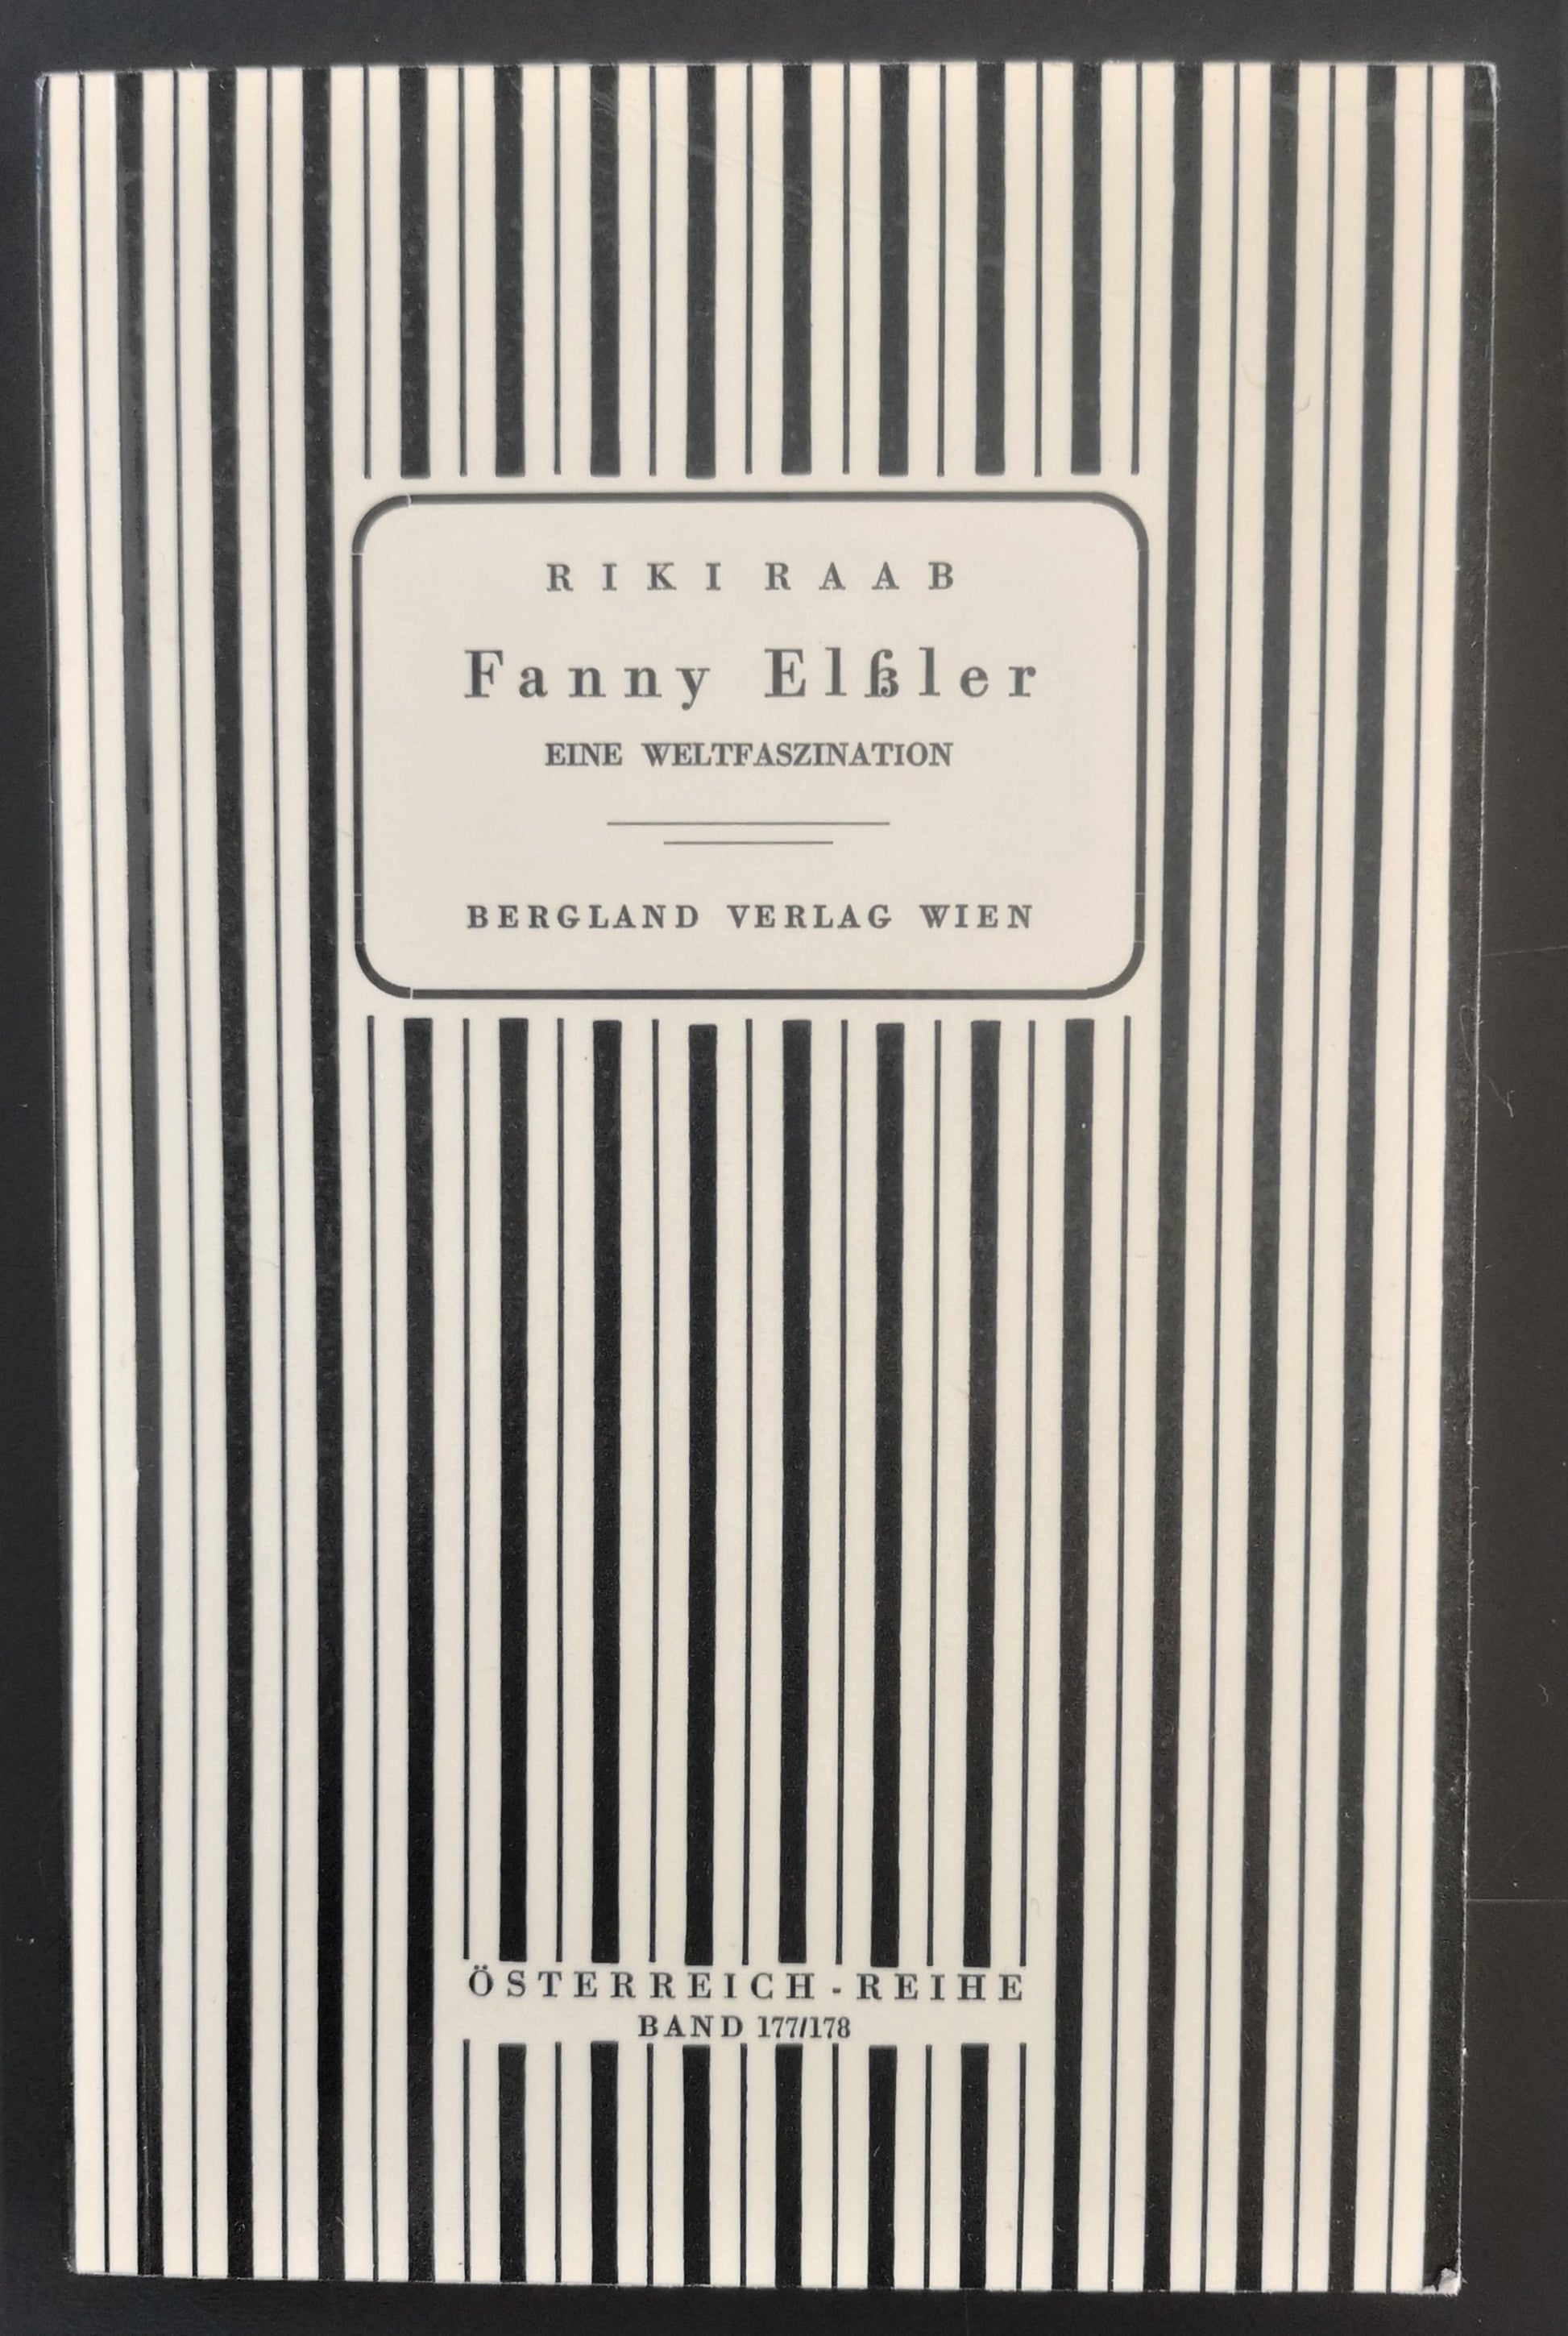 RIKI RAAB
Fanny Elßler
EINE WELTFASZINATION
BERGLAND VERLAG WIEN
ÖSTERREICH-REIHE
BAND 177/178